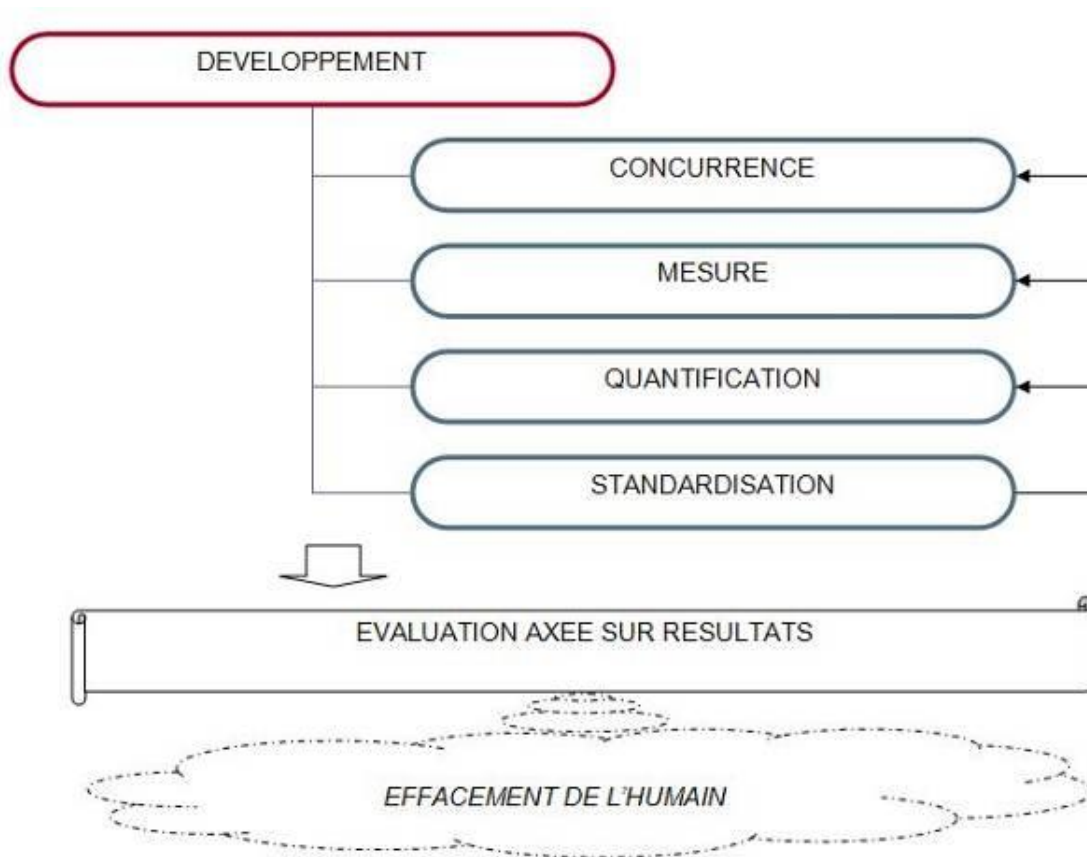 DEVELOPPEMENT
CONCURRENCE
MESURE
QUANTIFICATION
STANDARDISATION
EVALUATION AXEE SUR RESULTATS
EFFACEMENT DE L'HUMAIN